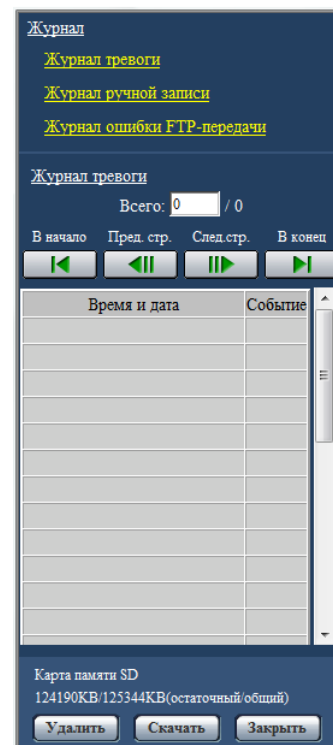 Журнал
Журнал тревоги
Журнал ручной записи
Журнал ошибки FTP-передачи
Журнал тревоги
Всего: 0 / 0
В начало Пред. стр. След.стр. В конец
Время и дата Событие
Карта памяти SD
124190KB/125344KB(остаточный/общий)
Удалить Скачать Закрыть